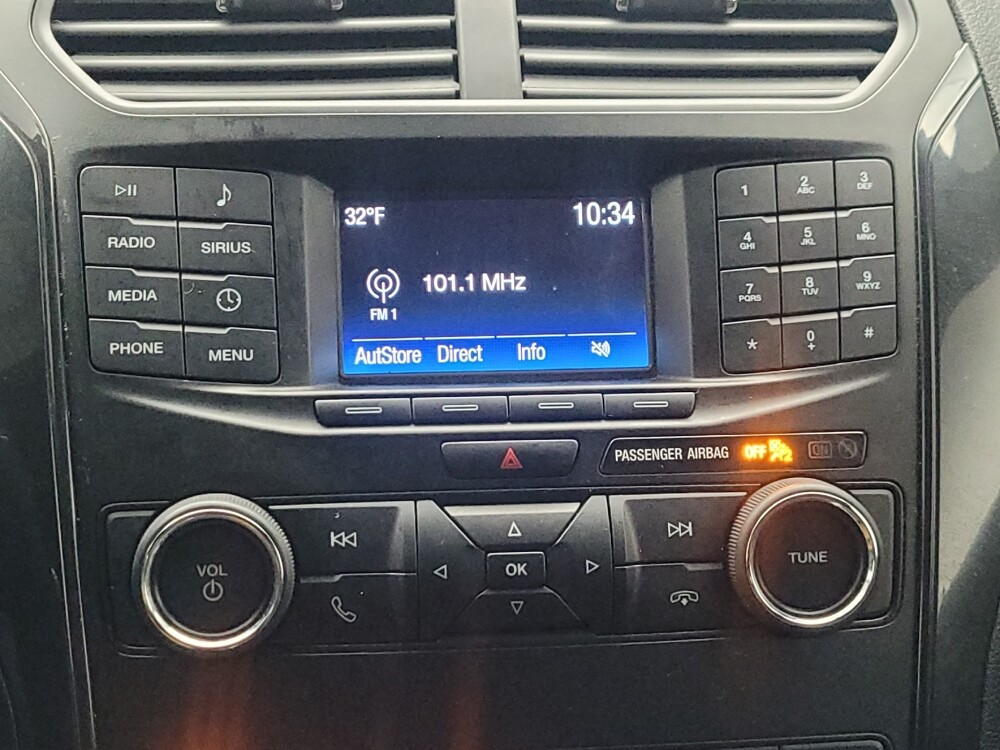 RADIO
SIRIUS
MEDIA
PHONE
MENU
32°F
10:34
101.1 MHz
FM 1
AutStore Direct Info
1
2 ABC
3 DEF
4 GHI
5 JKL
6 MNO
7 PQRS
8 TUV
9 WXYZ
*
0 +
#
PASSENGER AIRBAG OFF ON
VOL
OK
TUNE